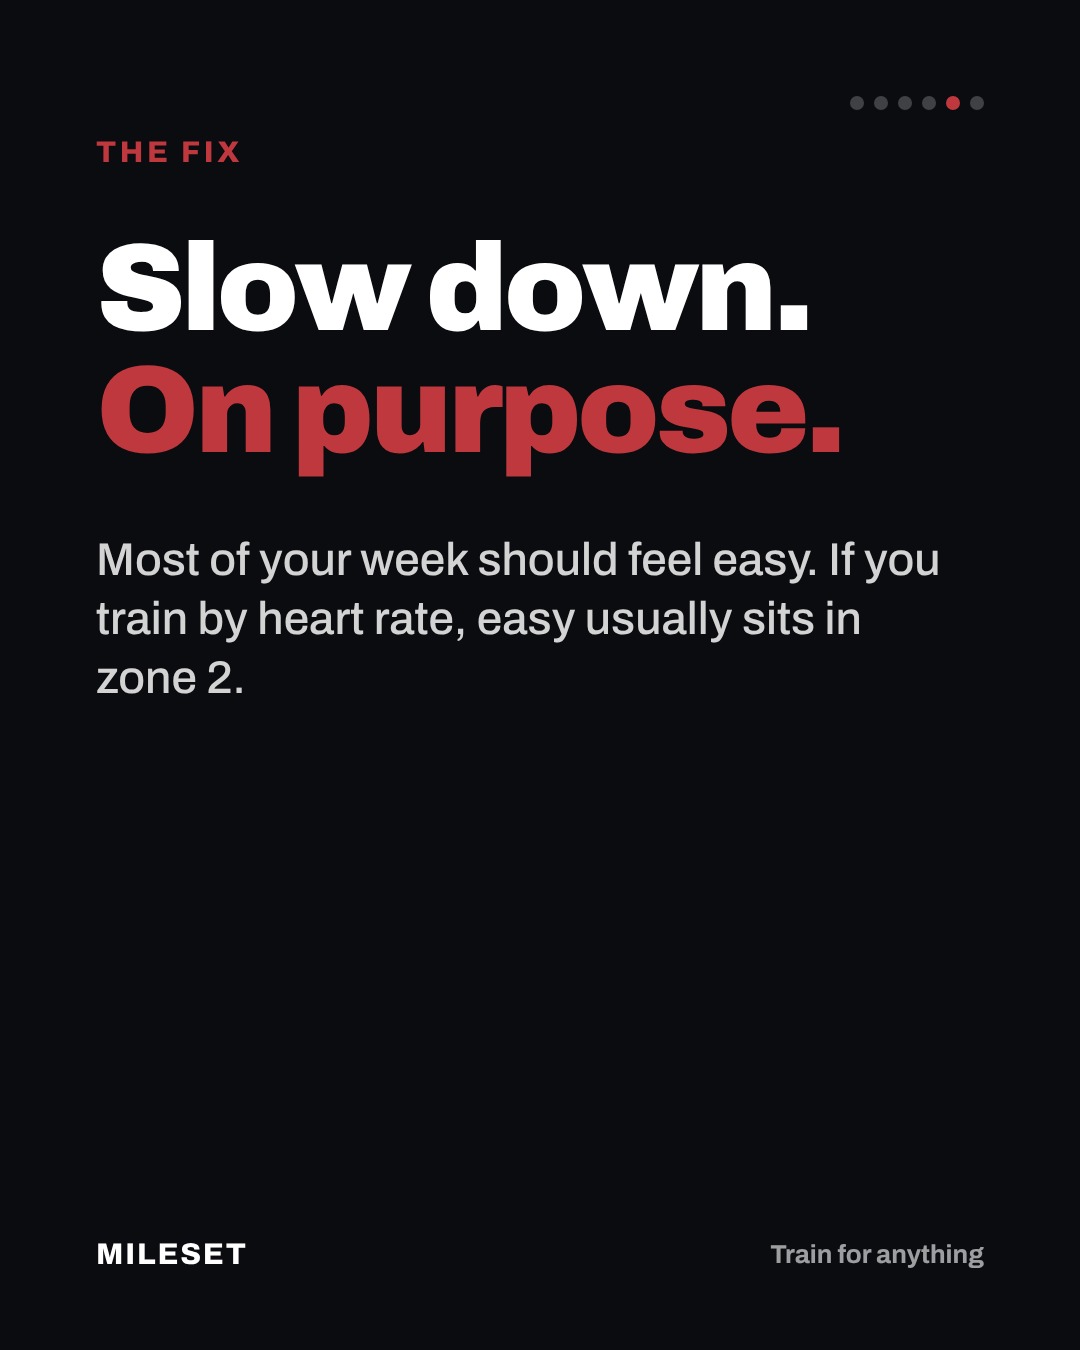 THE FIX
Slow down.
On purpose.
Most of your week should feel easy. If you
train by heart rate, easy usually sits in
zone 2.
MILESET
Train for anything